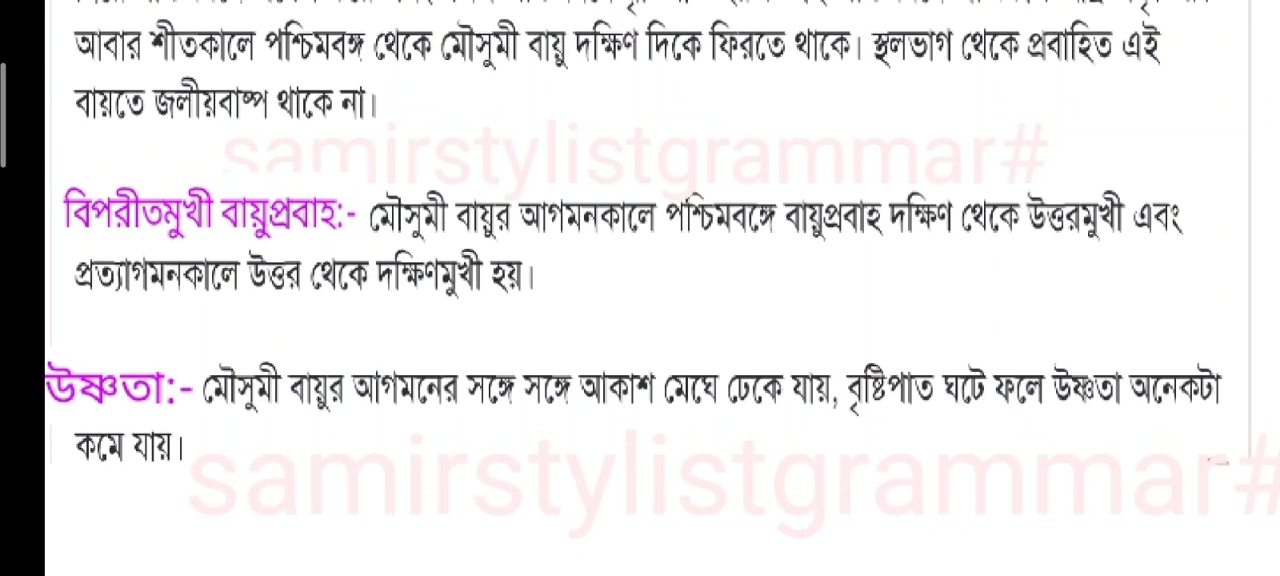 আবার শীতকালে পশ্চিমবঙ্গ থেকে মৌসুমী বায়ু দক্ষিণ দিকে ফিরতে থাকে। স্থলভাগ থেকে প্রবাহিত এই
বায়তে জলীয়বাষ্প থাকে না।
samirstylistgrammar#
বিপরীতমুখী বায়ুপ্রবাহ:- মৌসুমী বায়ুর আগমনকালে পশ্চিমবঙ্গে বায়ুপ্রবাহ দক্ষিণ থেকে উত্তরমুখী এবং
প্রত্যাগমনকালে উত্তর থেকে দক্ষিণমুখী হয়।
উষ্ণতা:- মৌসুমী বায়ুর আগমনের সঙ্গে সঙ্গে আকাশ মেঘে ঢেকে যায়, বৃষ্টিপাত ঘটে ফলে উষ্ণতা অনেকটা
কমে যায়।
samirstylistgrammar#